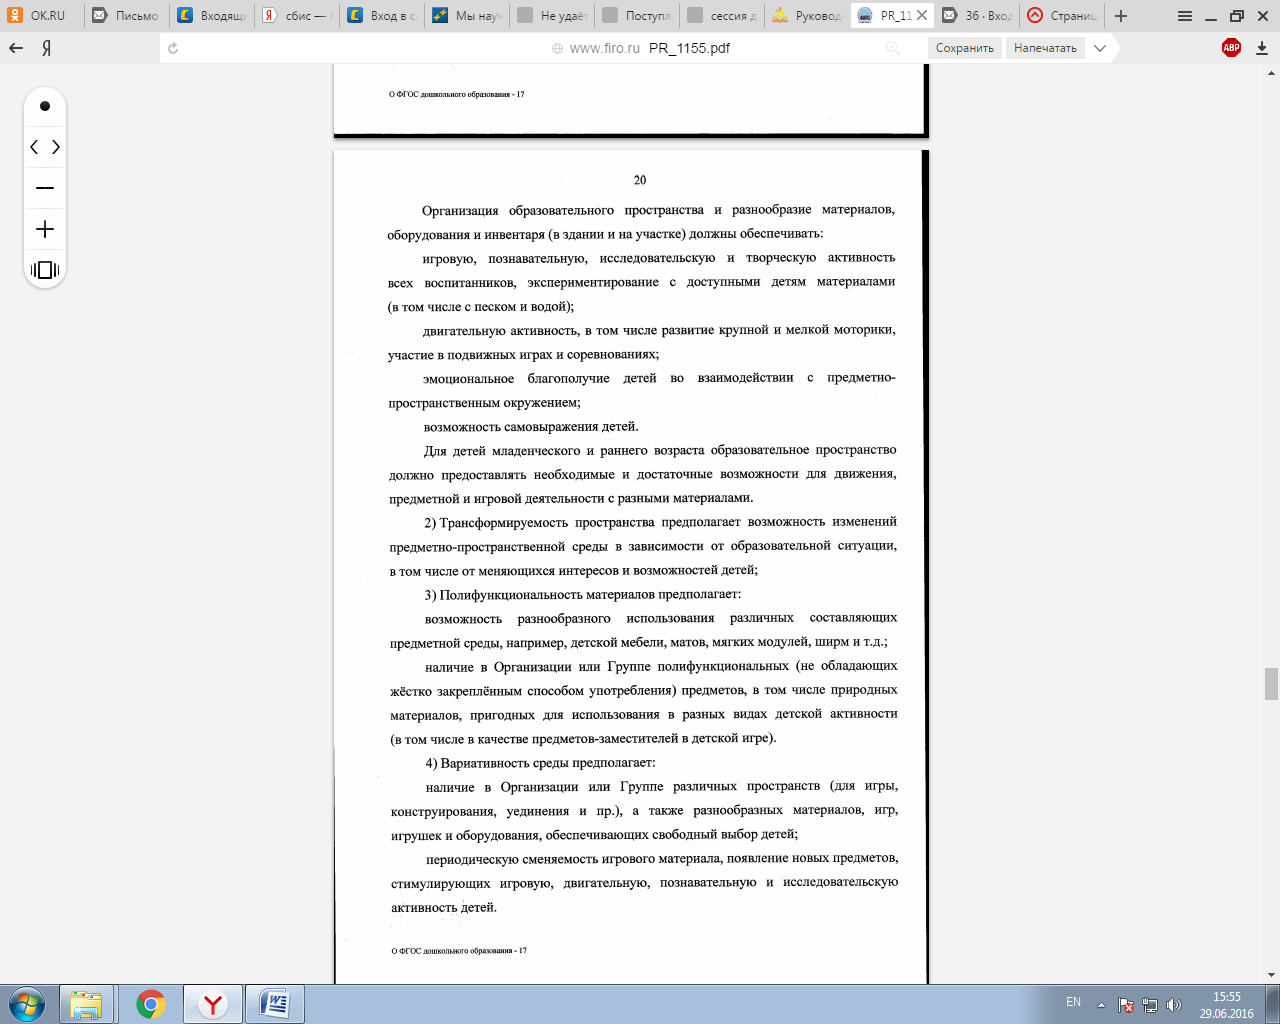 OK.RU
Письмо
Входящи
сбис — Я
Вход в си
Мы науч
Не удаёт
Поступл
сессия д
Руковод
PR_11
36 · Вход
Страниц
Я
www.firo.ru PR_1155.pdf
Сохранить
Напечатать
ABP
О ФГОС дошкольного образования - 17
20
Организация образовательного пространства и разнообразие материалов,
оборудования и инвентаря (в здании и на участке) должны обеспечивать:
игровую, познавательную, исследовательскую и творческую активность
всех воспитанников, экспериментирование с доступными детям материалами
(в том числе с песком и водой);
двигательную активность, в том числе развитие крупной и мелкой моторики,
участие в подвижных играх и соревнованиях;
эмоциональное благополучие детей во взаимодействии с предметно-
пространственным окружением;
возможность самовыражения детей.
Для детей младенческого и раннего возраста образовательное пространство
должно предоставлять необходимые и достаточные возможности для движения,
предметной и игровой деятельности с разными материалами.
2) Трансформируемость пространства предполагает возможность изменений
предметно-пространственной среды в зависимости от образовательной ситуации,
в том числе от меняющихся интересов и возможностей детей;
3) Полифункциональность материалов предполагает:
возможность разнообразного использования различных составляющих
предметной среды, например, детской мебели, матов, мягких модулей, ширм и т.д.;
наличие в Организации или Группе полифункциональных (не обладающих
жёстко закреплённым способом употребления) предметов, в том числе природных
материалов, пригодных для использования в разных видах детской активности
(в том числе в качестве предметов-заместителей в детской игре).
4) Вариативность среды предполагает:
наличие в Организации или Группе различных пространств (для игры,
конструирования, уединения и пр.), а также разнообразных материалов, игр,
игрушек и оборудования, обеспечивающих свободный выбор детей;
периодическую сменяемость игрового материала, появление новых предметов,
стимулирующих игровую, двигательную, познавательную и исследовательскую
активность детей.
О ФГОС дошкольного образования - 17
EN
15:55
29.06.2016